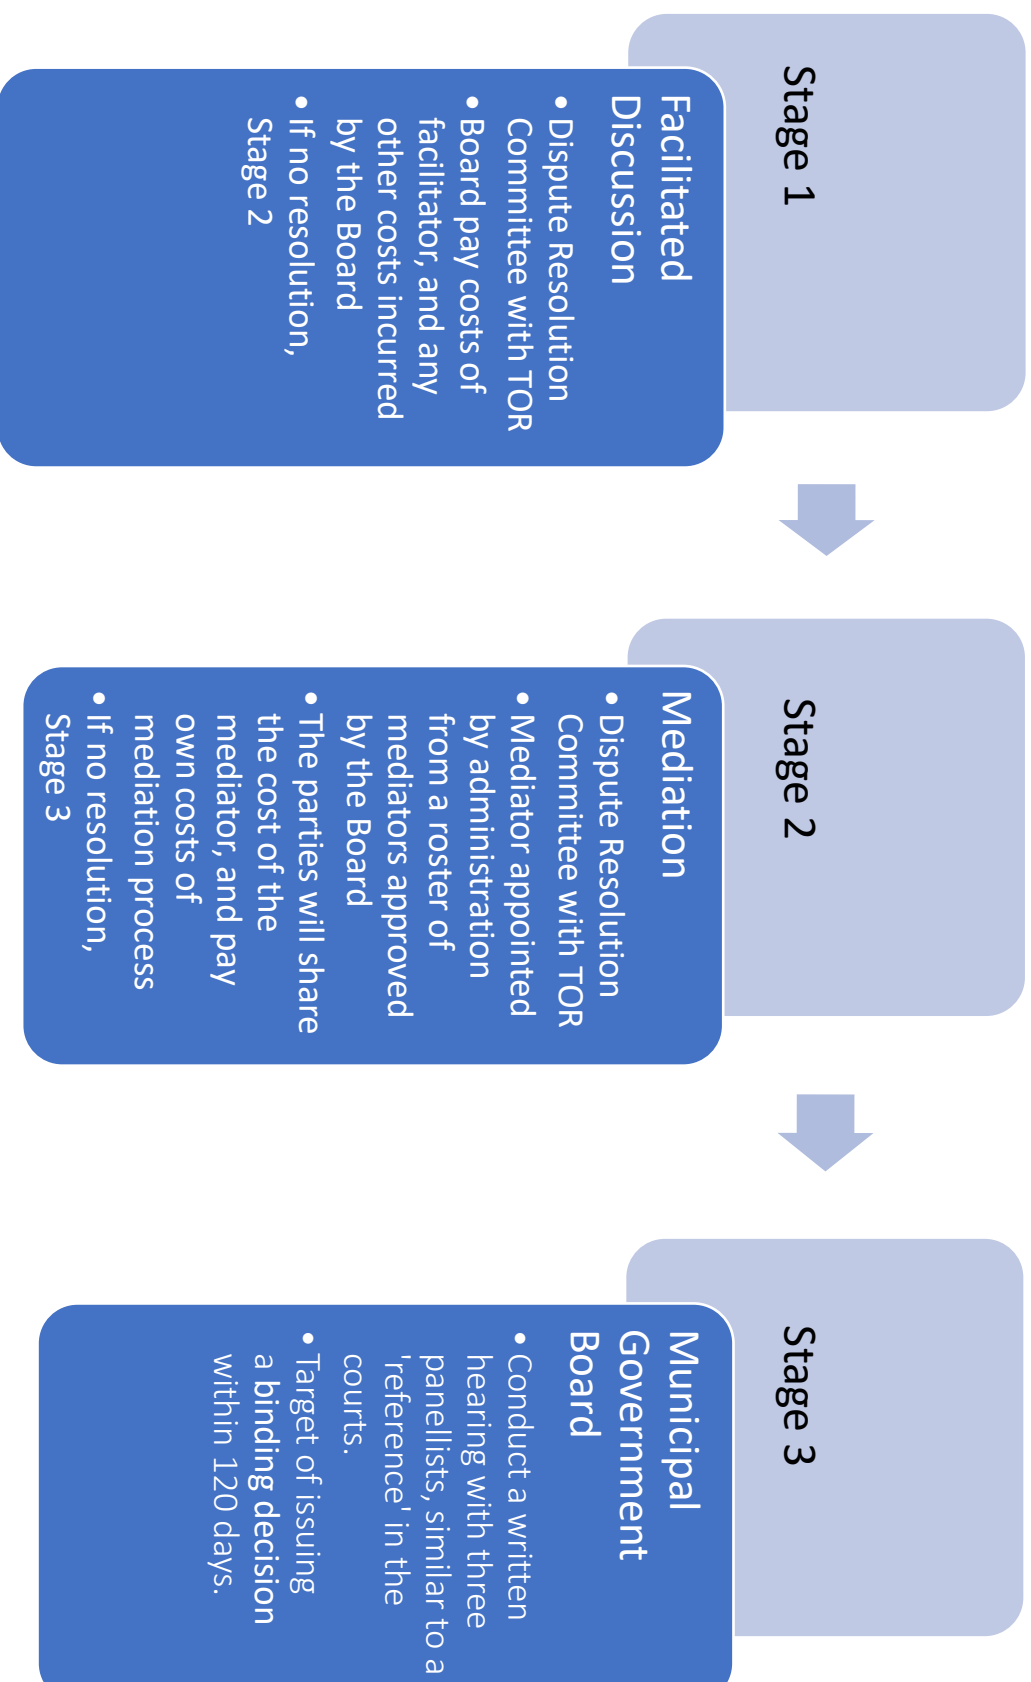 Stage 1
Facilitated
Discussion
• Dispute Resolution
Committee with TOR
• Board pay costs of
facilitator, and any
other costs incurred
by the Board
• If no resolution,
Stage 2
Stage 2
Mediation
• Dispute Resolution
Committee with TOR
• Mediator appointed
by administration
from a roster of
mediators approved
by the Board
• The parties will share
the cost of the
mediator, and pay
own costs of
mediation process
• If no resolution,
Stage 3
Stage 3
Municipal
Government
Board
• Conduct a written
hearing with three
panellists, similar to a
'reference' in the
courts.
• Target of issuing
a binding decision
within 120 days.